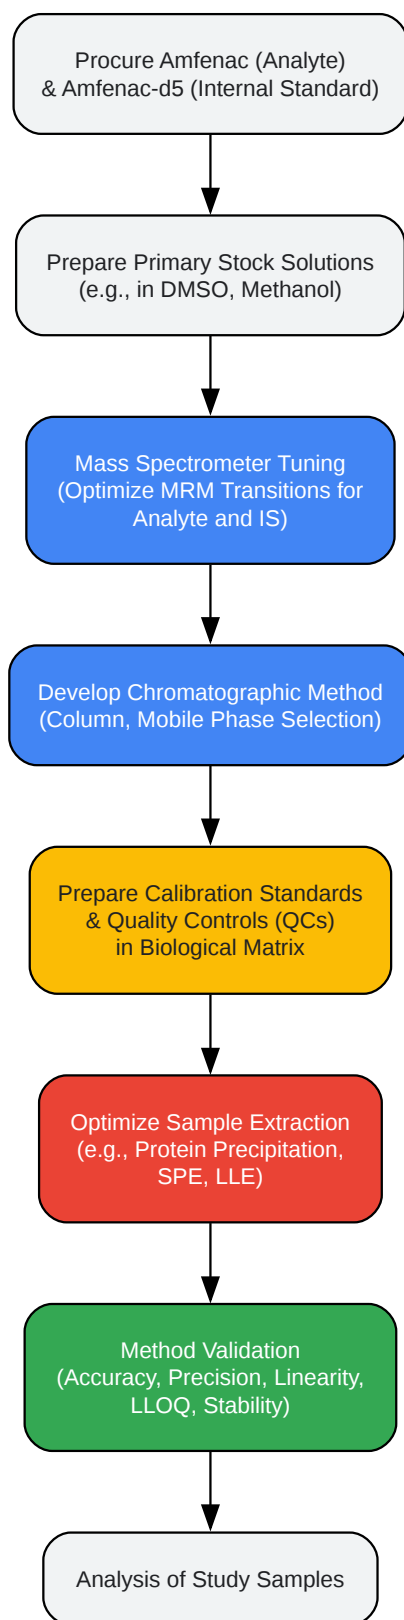 Procure Amfenac (Analyte)
& Amfenac-d5 (Internal Standard)
Prepare Primary Stock Solutions
(e.g., in DMSO, Methanol)
Mass Spectrometer Tuning
(Optimize MRM Transitions for
Analyte and IS)
Develop Chromatographic Method
(Column, Mobile Phase Selection)
Prepare Calibration Standards
& Quality Controls (QCs)
in Biological Matrix
Optimize Sample Extraction
(e.g., Protein Precipitation,
SPE, LLE)
Method Validation
(Accuracy, Precision, Linearity,
LLOQ, Stability)
Analysis of Study Samples